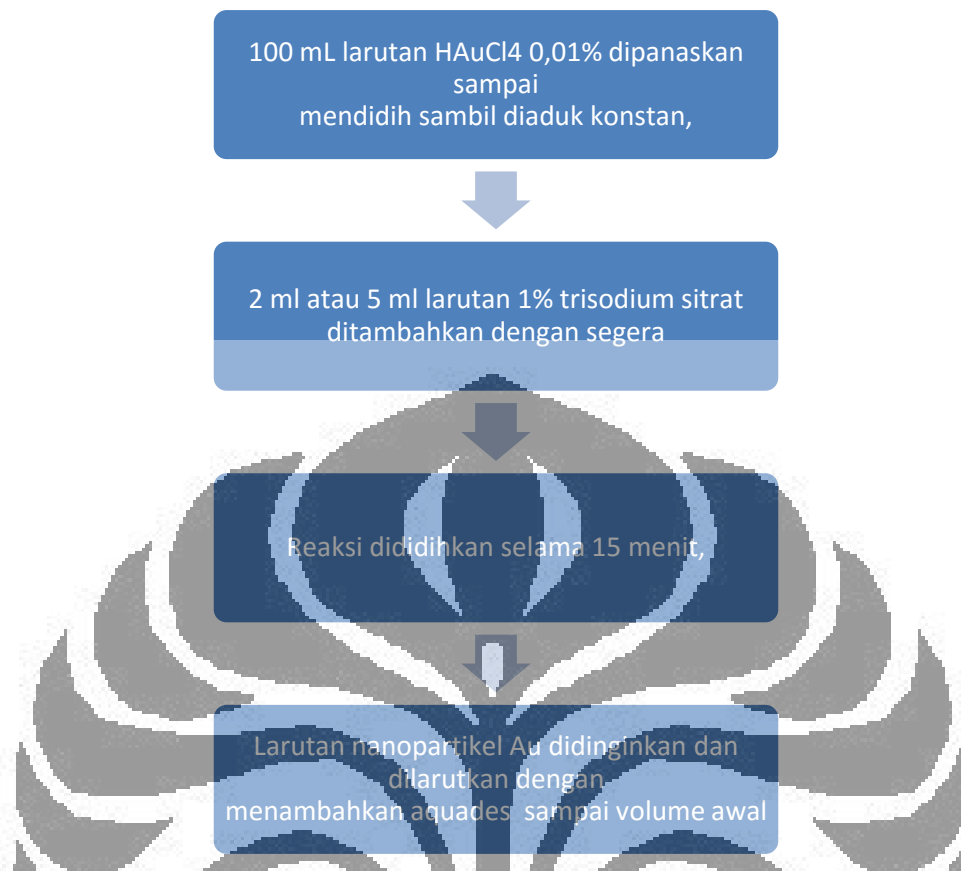 100 mL larutan HAuCl4 0,01% dipanaskan
sampai
mendidih sambil diaduk konstan,
2 ml atau 5 ml larutan 1% trisodium sitrat
ditambahkan dengan segera
Reaksi dididihkan selama 15 menit,
Larutan nanopartikel Au didinginkan dan
dilarutkan dengan
menambahkan aquades sampai volume awal